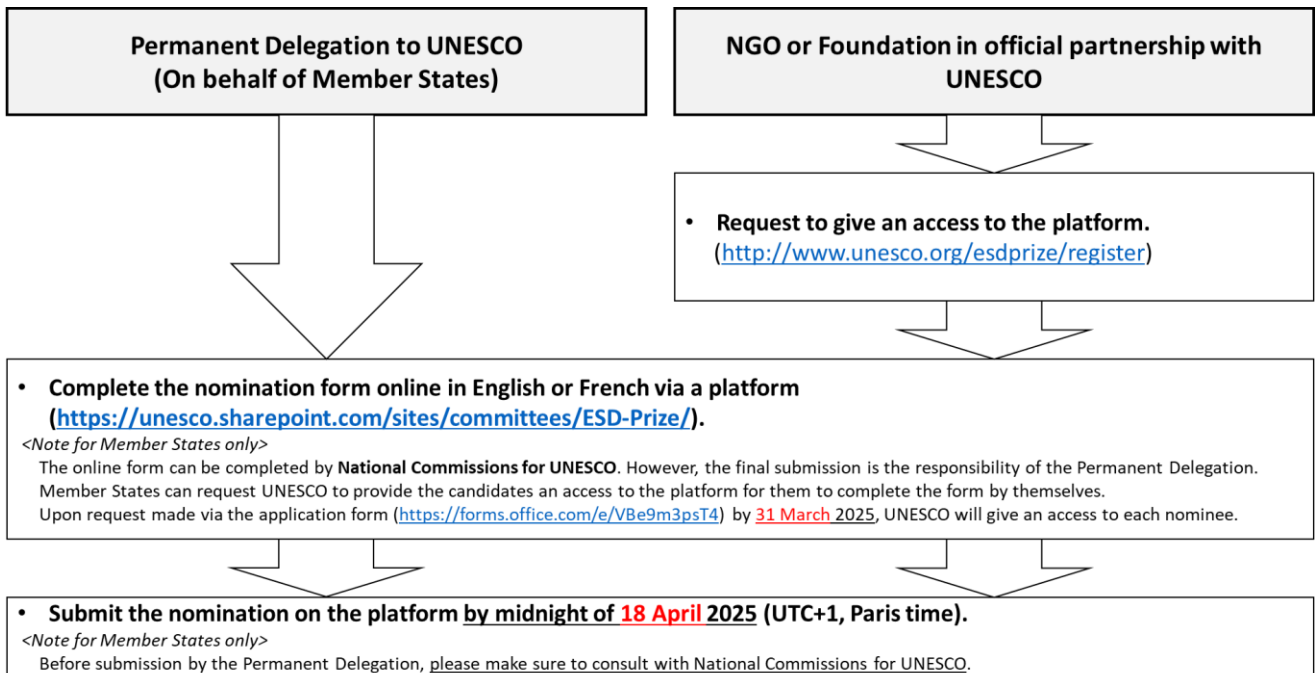 Permanent Delegation to UNESCO
(On behalf of Member States)
NGO or Foundation in official partnership with
UNESCO
• Request to give an access to the platform.
(http://www.unesco.org/esdprize/register)
• Complete the nomination form online in English or French via a platform
(https://unesco.sharepoint.com/sites/committees/ESD-Prize/).
<Note for Member States only>
The online form can be completed by National Commissions for UNESCO. However, the final submission is the responsibility of the Permanent Delegation.
Member States can request UNESCO to provide the candidates an access to the platform for them to complete the form by themselves.
Upon request made via the application form (https://forms.office.com/e/VBe9m3psT4) by 31 March 2025, UNESCO will give an access to each nominee.
• Submit the nomination on the platform by midnight of 18 April 2025 (UTC+1, Paris time).
<Note for Member States only>
Before submission by the Permanent Delegation, please make sure to consult with National Commissions for UNESCO.